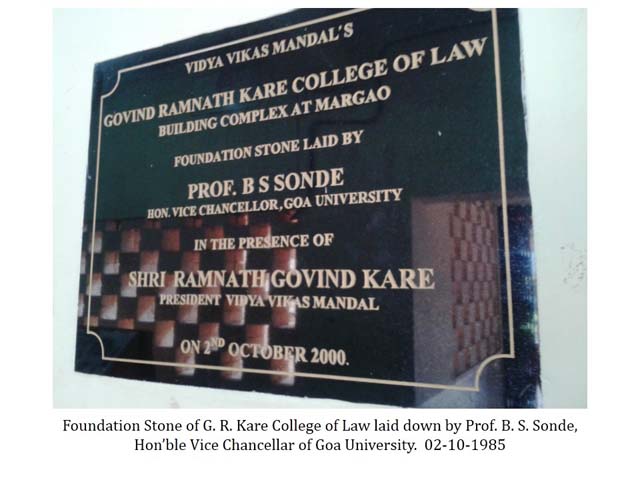 VIDYA VIKAS MANDAL'S
GOVIND RAMNATH KARE COLLEGE OF LAW
BUILDING COMPLEX AT MARGAO
FOUNDATION STONE LAID BY
PROF. B S SONDE
HON. VICE CHANCELLOR, GOA UNIVERSITY
IN THE PRESENCE OF
SHRI RAMNATH GOVIND KARE
PRESIDENT VIDYA VIKAS MANDAL
ON 2ND OCTOBER 2000.
Foundation Stone of G. R. Kare College of Law laid down by Prof. B. S. Sonde,
Hon'ble Vice Chancellar of Goa University. 02-10-1985